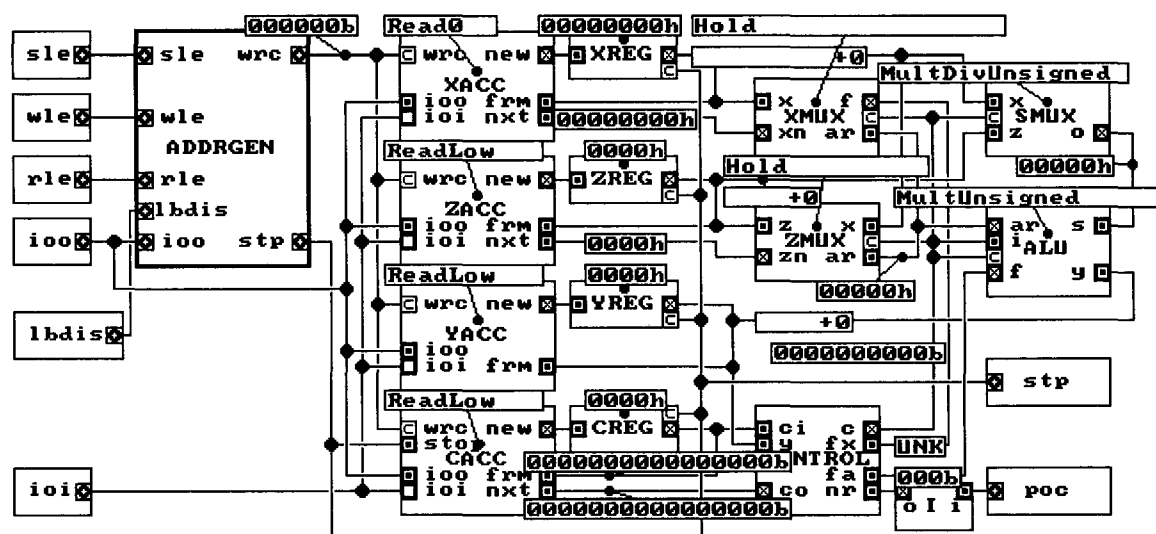 000000b Read0 00000000h Hold
sle sle wrc wrc new XREG +0 MultDivUnsigned
XACC C
ioo frm x f x SMUX
ioi nxt XMUX C
wle wle 00000000h xn ar z o
ADDRGEN
ReadLow 0000h Hold 00000h
rle rle wrc new ZREG +0 MultUnsigned
ZACC C
lbdis ioo frm z x ar s
ioo ioo stp ioi nxt ZMUX C i ALU
0000h zn ar C
ReadLow 0000h 00000h f y
wrc new YREG
lbdis YACC C +0
ioo 0000000000b
ioi frm stp
ReadLow 0000h
wrc new CREG ci c
stop C y fx UNK
CACC 0000000000000000b NTROL
ioo frm fa 000b
ioi ioi nxt co nr poc
0000000000000000b o I i